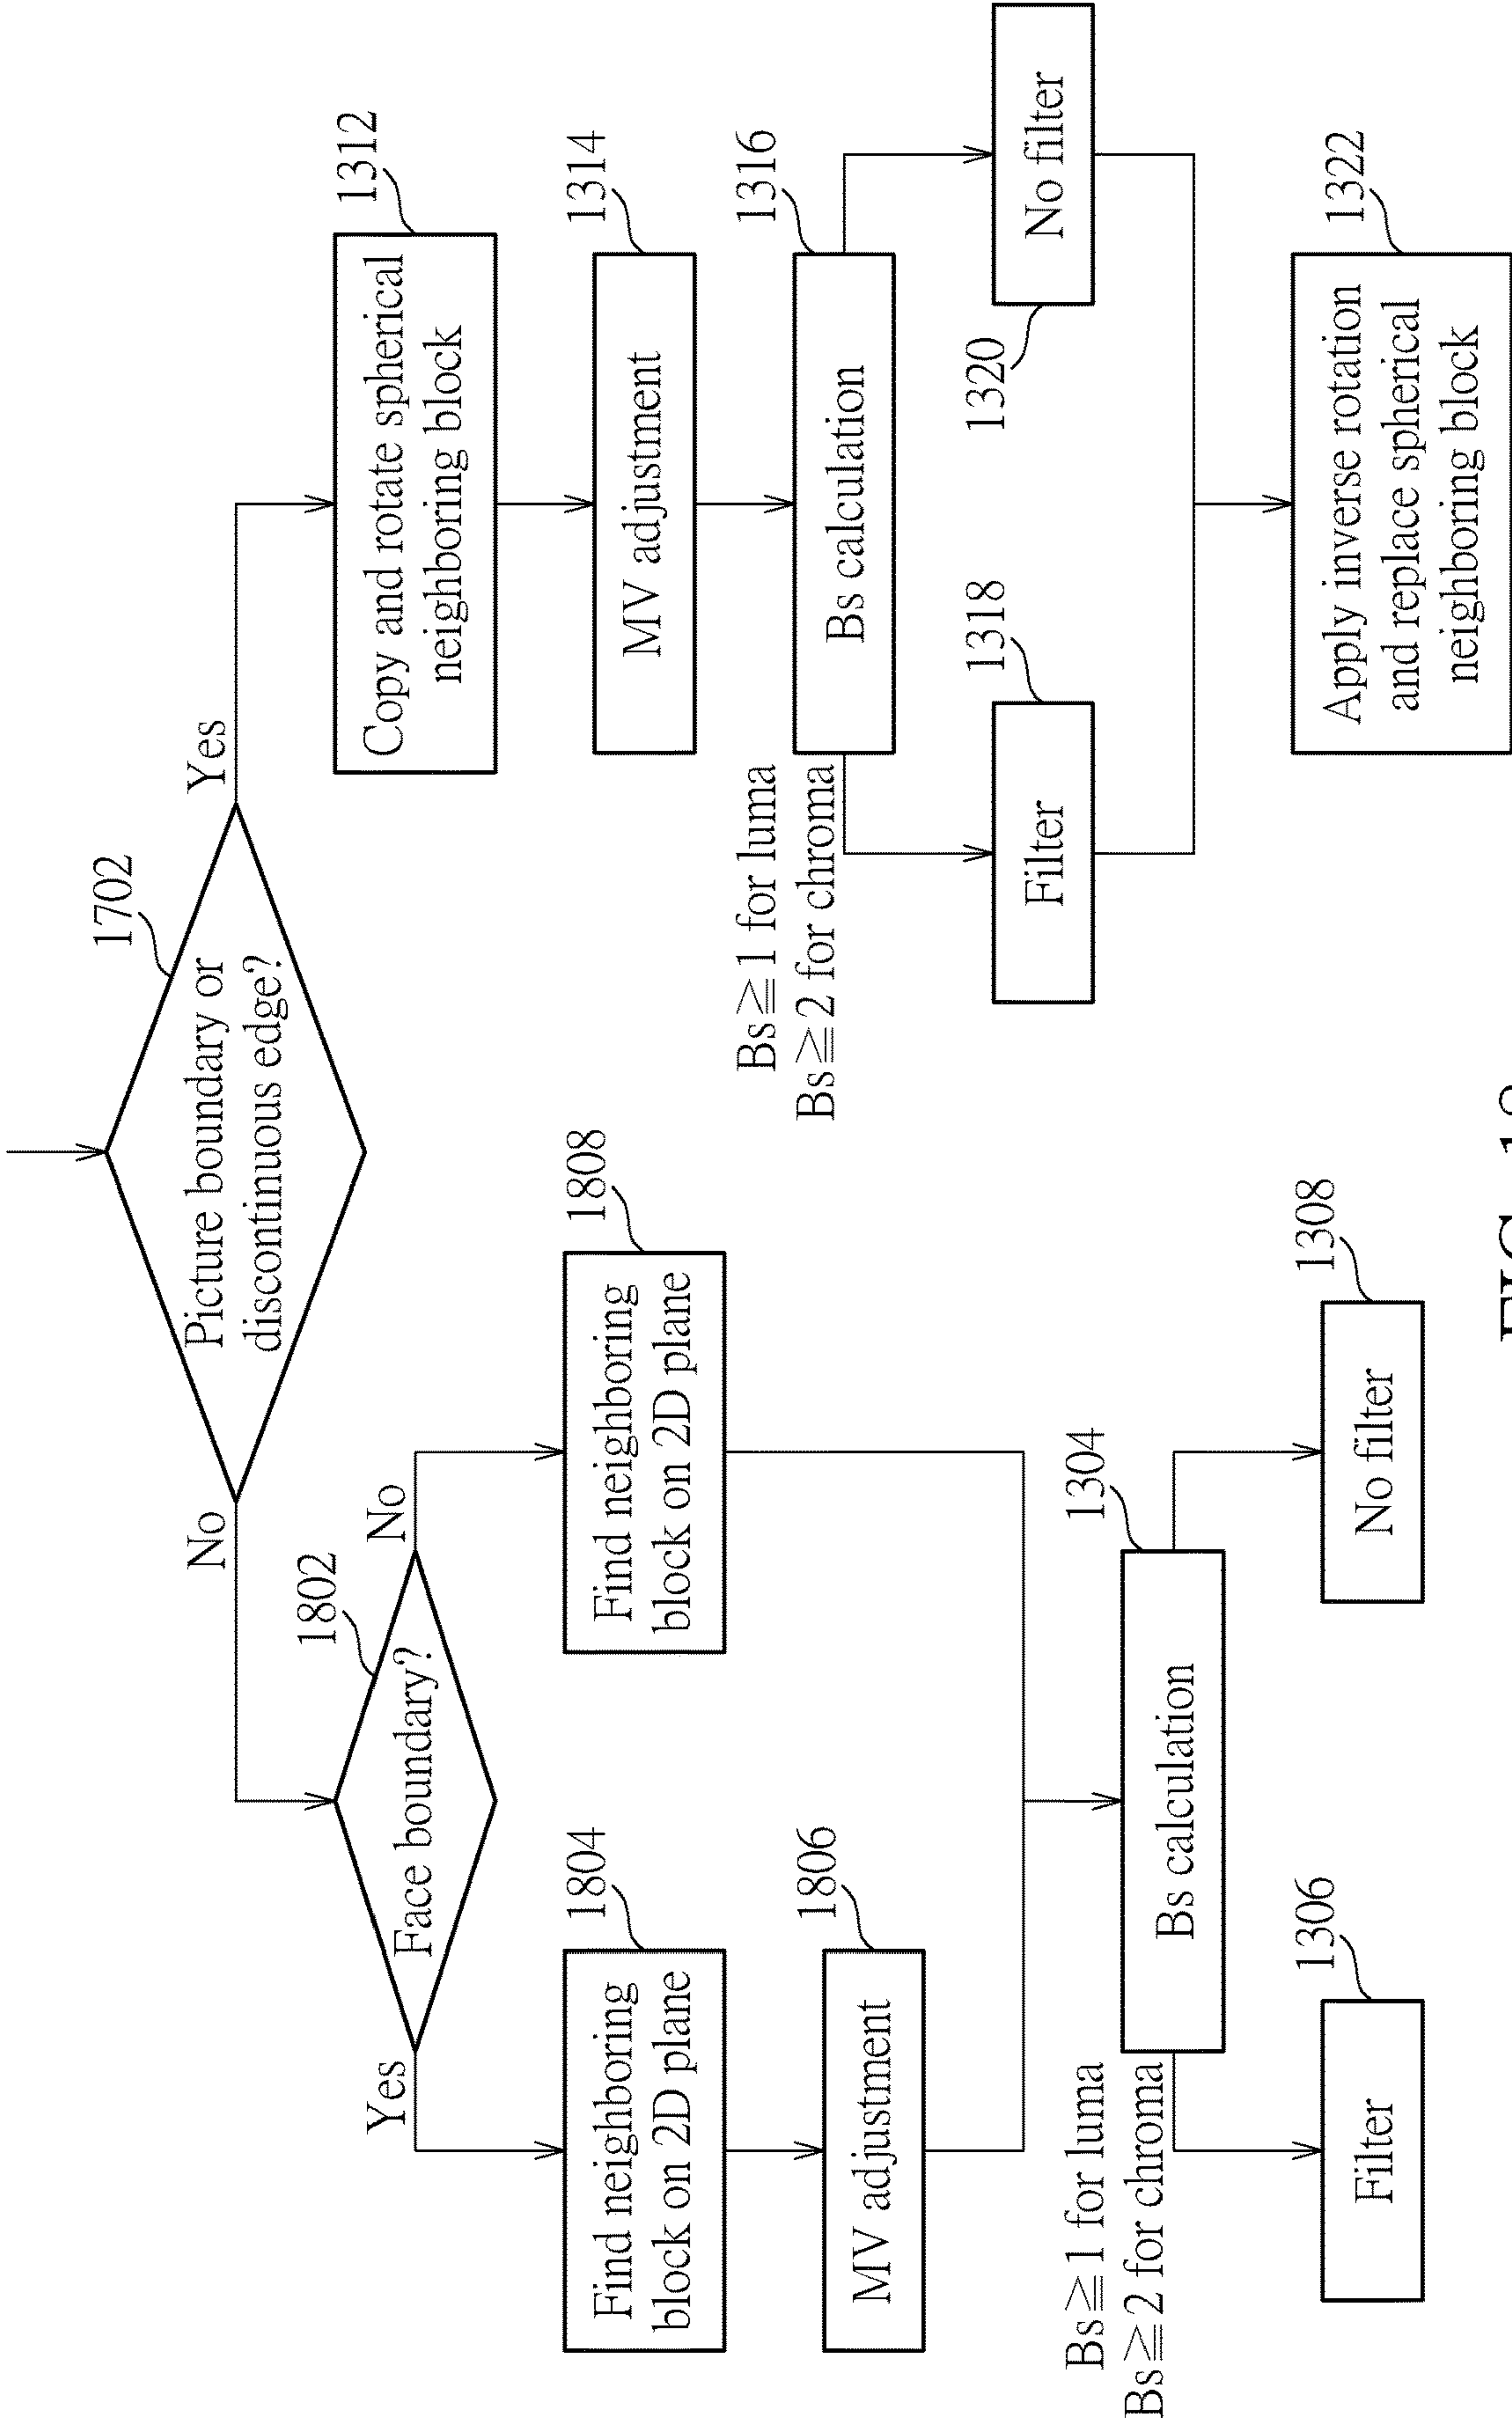 1702
Picture boundary or
discontinuous edge?
No
Yes
1802
Face boundary?
Yes
No
1312
Copy and rotate spherical
neighboring block
1804
Find neighboring
block on 2D plane
1808
Find neighboring
block on 2D plane
1314
MV adjustment
1806
MV adjustment
1316
Bs calculation
Bs≧1 for luma
Bs≧2 for chroma
1318
Filter
1320
No filter
1304
Bs calculation
Bs≧1 for luma
Bs≧2 for chroma
1306
Filter
1308
No filter
1322
Apply inverse rotation
and replace spherical
neighboring block